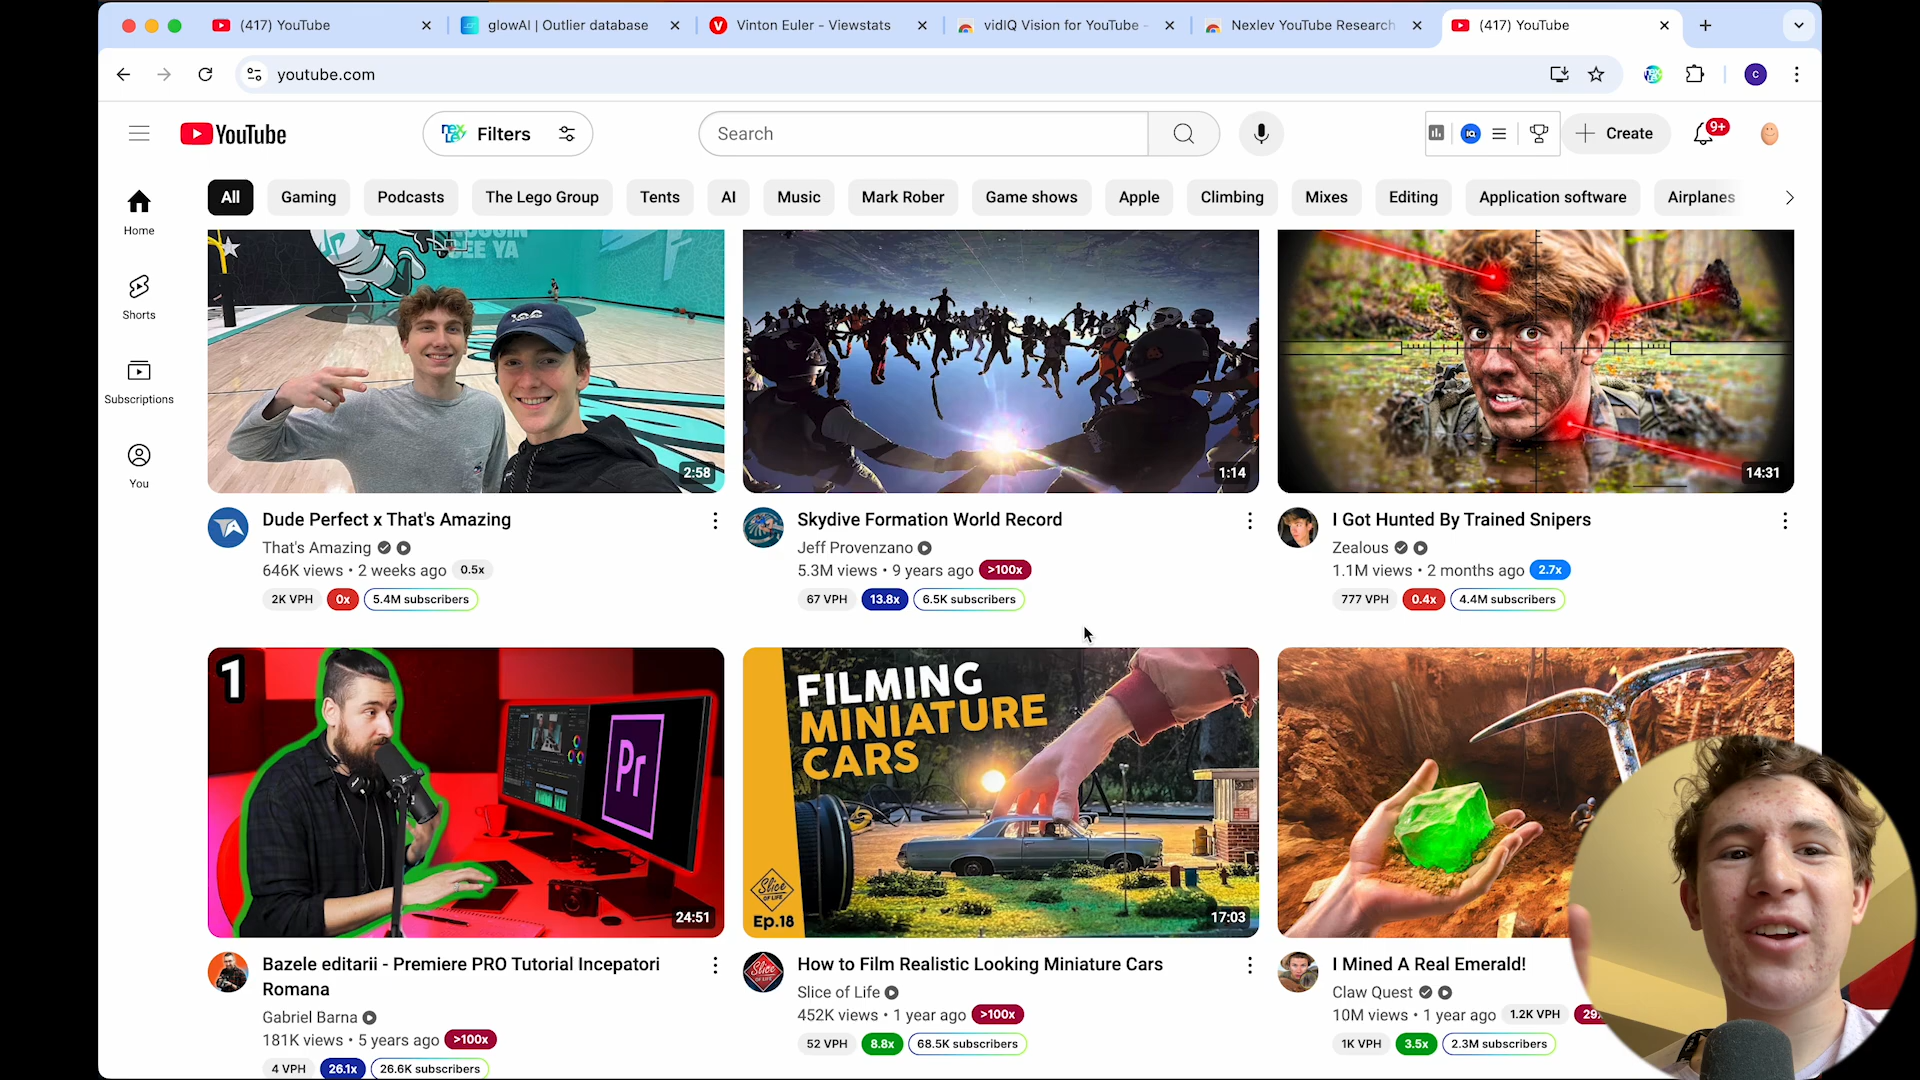 (417) YouTube
glowAI | Outlier database
Vinton Euler - Viewstats
vidIQ Vision for YouTube -
Nexlev YouTube Research
(417) YouTube
youtube.com
C
YouTube
nexlev Filters
Search
IQ
Create
9+
All
Gaming
Podcasts
The Lego Group
Tents
AI
Music
Mark Rober
Game shows
Apple
Climbing
Mixes
Editing
Application software
Airplanes
Home
Shorts
Subscriptions
You
SEE YA
2:58
1:14
14:31
Dude Perfect x That's Amazing
That's Amazing
646K views • 2 weeks ago 0.5x
2K VPH 0x 5.4M subscribers
Skydive Formation World Record
Jeff Provenzano
5.3M views • 9 years ago >100x
67 VPH 13.8x 6.5K subscribers
I Got Hunted By Trained Snipers
Zealous
1.1M views • 2 months ago 2.7x
777 VPH 0.4x 4.4M subscribers
1
Pr
24:51
FILMING
MINIATURE
CARS
Slice
OF LIFE
Ep.18
17:03
Bazele editarii - Premiere PRO Tutorial Incepatori
Romana
Gabriel Barna
181K views • 5 years ago >100x
4 VPH 26.1x 26.6K subscribers
How to Film Realistic Looking Miniature Cars
Slice of Life
452K views • 1 year ago >100x
52 VPH 8.8x 68.5K subscribers
I Mined A Real Emerald!
Claw Quest
10M views • 1 year ago 1.2K VPH
1K VPH 3.5x 2.3M subscribers